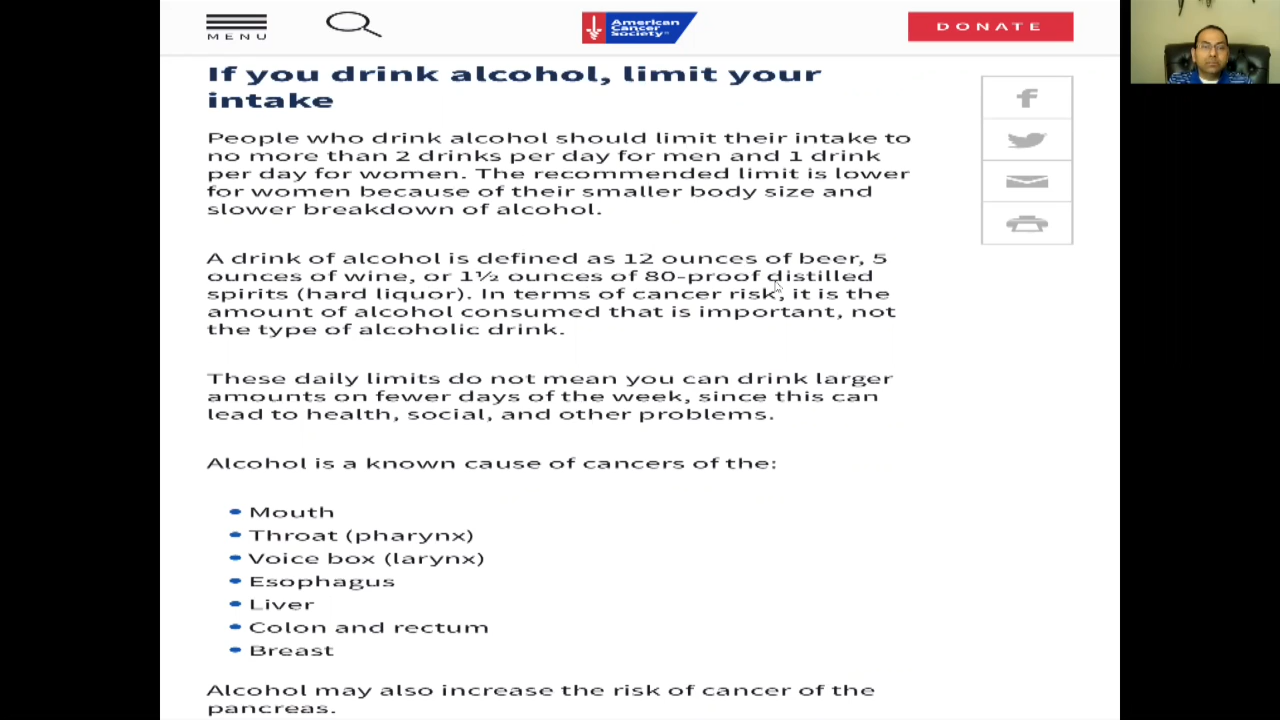 MENU
American
Cancer
Society
DONATE
If you drink alcohol, limit your
intake
People who drink alcohol should limit their intake to
no more than 2 drinks per day for men and 1 drink
per day for women. The recommended limit is lower
for women because of their smaller body size and
slower breakdown of alcohol.
A drink of alcohol is defined as 12 ounces of beer, 5
ounces of wine, or 1½ ounces of 80-proof distilled
spirits (hard liquor). In terms of cancer risk, it is the
amount of alcohol consumed that is important, not
the type of alcoholic drink.
These daily limits do not mean you can drink larger
amounts on fewer days of the week, since this can
lead to health, social, and other problems.
Alcohol is a known cause of cancers of the:
• Mouth
• Throat (pharynx)
• Voice box (larynx)
• Esophagus
• Liver
• Colon and rectum
• Breast
Alcohol may also increase the risk of cancer of the
pancreas.